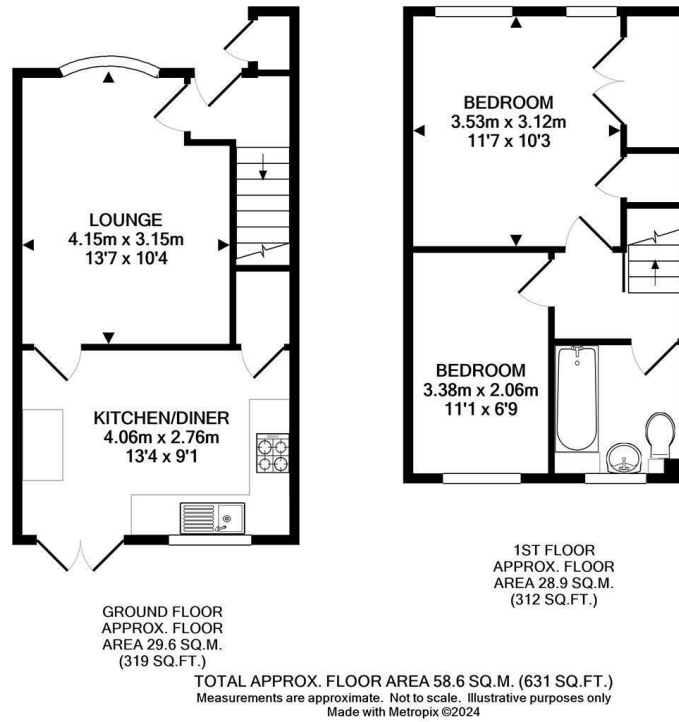 LOUNGE
4.15m x 3.15m
13'7 x 10'4
KITCHEN/DINER
4.06m x 2.76m
13'4 x 9'1
GROUND FLOOR
APPROX. FLOOR
AREA 29.6 SQ.M.
(319 SQ.FT.)
BEDROOM
3.53m x 3.12m
11'7 x 10'3
BEDROOM
3.38m x 2.06m
11'1 x 6'9
1ST FLOOR
APPROX. FLOOR
AREA 28.9 SQ.M.
(312 SQ.FT.)
TOTAL APPROX. FLOOR AREA 58.6 SQ.M. (631 SQ.FT.)
Measurements are approximate. Not to scale. Illustrative purposes only
Made with Metropix ©2024